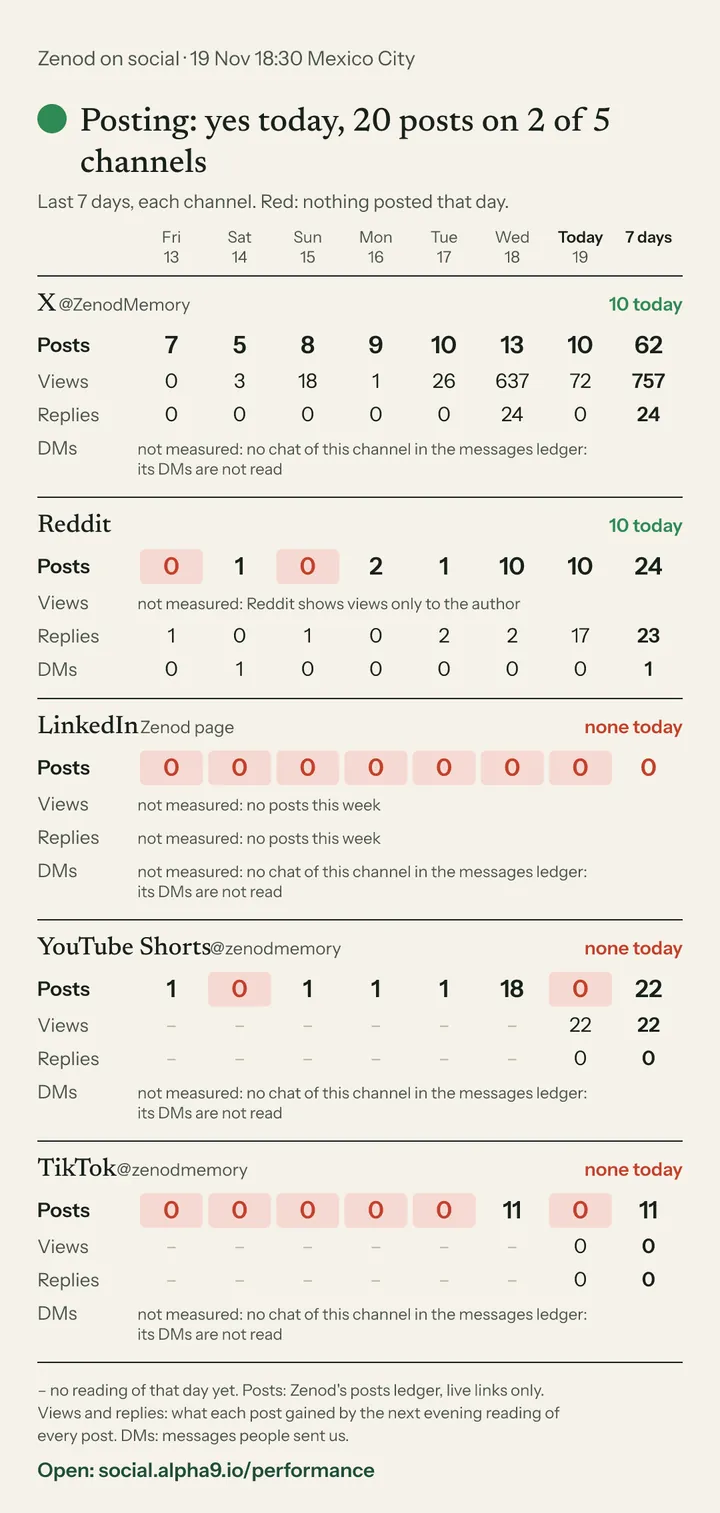 Zenod on social · 19 Nov 18:30 Mexico City
Posting: yes today, 20 posts on 2 of 5
channels
Last 7 days, each channel. Red: nothing posted that day.
Fri Sat Sun Mon Tue Wed Today 7 days
13 14 15 16 17 18 19
X @ZenodMemory 10 today
Posts 7 5 8 9 10 13 10 62
Views 0 3 18 1 26 637 72 757
Replies 0 0 0 0 0 24 0 24
DMs not measured: no chat of this channel in the messages ledger:
its DMs are not read
Reddit 10 today
Posts 0 1 0 2 1 10 10 24
Views not measured: Reddit shows views only to the author
Replies 1 0 1 0 2 2 17 23
DMs 0 1 0 0 0 0 0 1
LinkedIn Zenod page none today
Posts 0 0 0 0 0 0 0 0
Views not measured: no posts this week
Replies not measured: no posts this week
DMs not measured: no chat of this channel in the messages ledger:
its DMs are not read
YouTube Shorts @zenodmemory none today
Posts 1 0 1 1 1 18 0 22
Views – – – – – – 22 22
Replies – – – – – – 0 0
DMs not measured: no chat of this channel in the messages ledger:
its DMs are not read
TikTok @zenodmemory none today
Posts 0 0 0 0 0 11 0 11
Views – – – – – – 0 0
Replies – – – – – – 0 0
DMs not measured: no chat of this channel in the messages ledger:
its DMs are not read
– no reading of that day yet. Posts: Zenod's posts ledger, live links only.
Views and replies: what each post gained by the next evening reading of
every post. DMs: messages people sent us.
Open: social.alpha9.io/performance